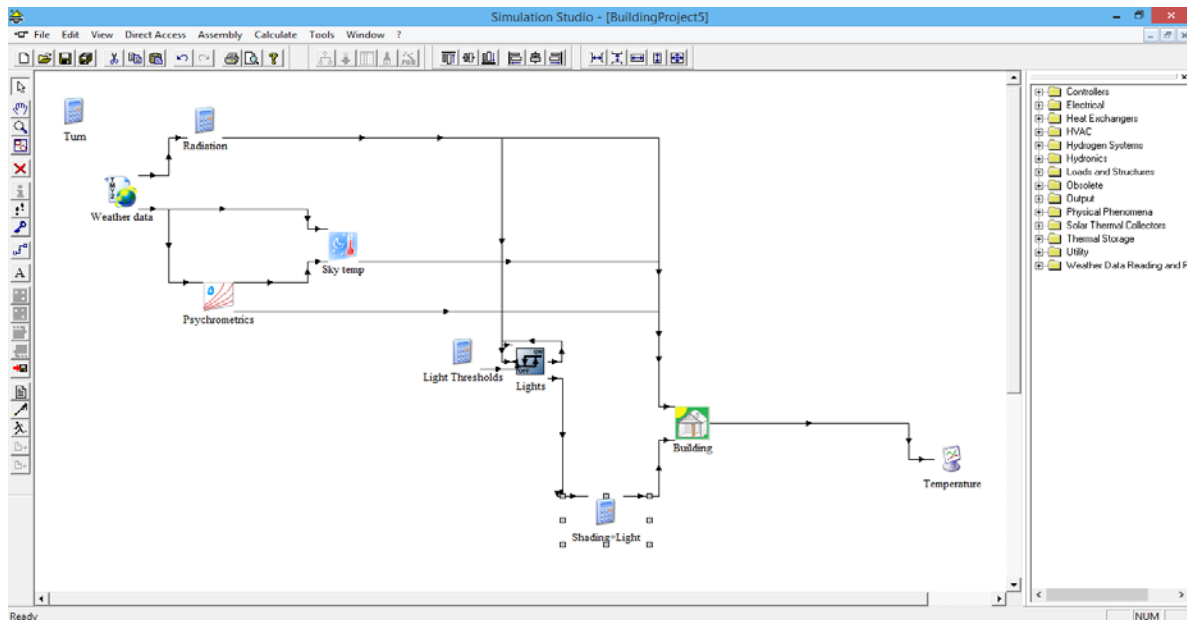 Simulation Studio - [BuildingProject5]
File Edit View Direct Access Assembly Calculate Tools Window ?
Turn
Radiation
Weather data
Sky temp
Psychrometrics
Light Thresholds
Lights
Building
Temperature
Shading+Light
Controllers
Electrical
Heat Exchangers
HVAC
Hydrogen Systems
Hydronics
Loads and Structures
Obsolete
Output
Physical Phenomena
Solar Thermal Collectors
Thermal Storage
Utility
Weather Data Reading and P
Ready
NUM